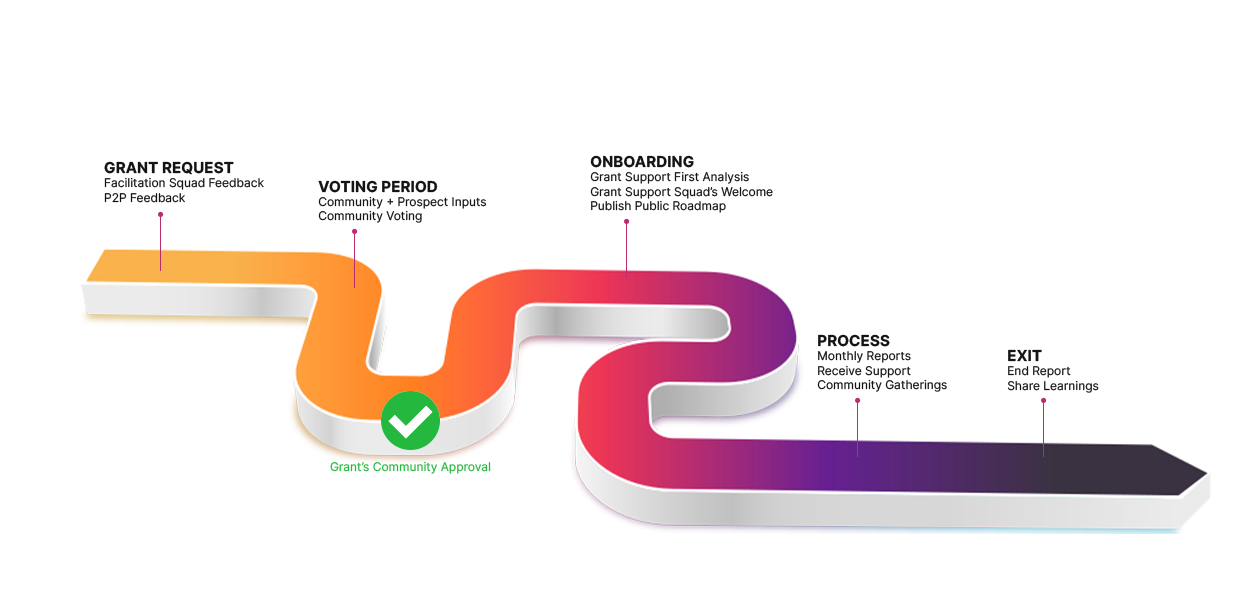 GRANT REQUEST
Facilitation Squad Feedback
P2P Feedback
VOTING PERIOD
Community + Prospect Inputs
Community Voting
Grant's Community Approval
ONBOARDING
Grant Support First Analysis
Grant Support Squad's Welcome
Publish Public Roadmap
PROCESS
Monthly Reports
Receive Support
Community Gatherings
EXIT
End Report
Share Learnings